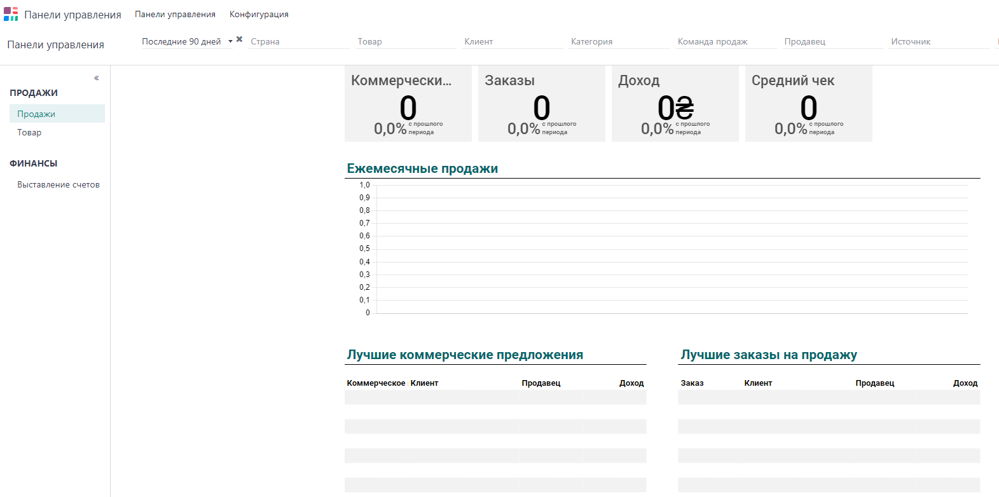 Панели управления Панели управления Конфигурация
Панели управления Последние 90 дней Страна Товар Клиент Категория Команда продаж Продавец Источник
«
ПРОДАЖИ
Продажи
Товар
ФИНАНСЫ
Выставление счетов
Коммерчески... Заказы Доход Средний чек
0 0 0₴ 0
0,0% с прошлого периода 0,0% с прошлого периода 0,0% с прошлого периода 0,0% с прошлого периода
Ежемесячные продажи
1,0
0,9
0,8
0,7
0,6
0,5
0,4
0,3
0,2
0,1
0
Лучшие коммерческие предложения Лучшие заказы на продажу
Коммерческое Клиент Продавец Доход Заказ Клиент Продавец Доход